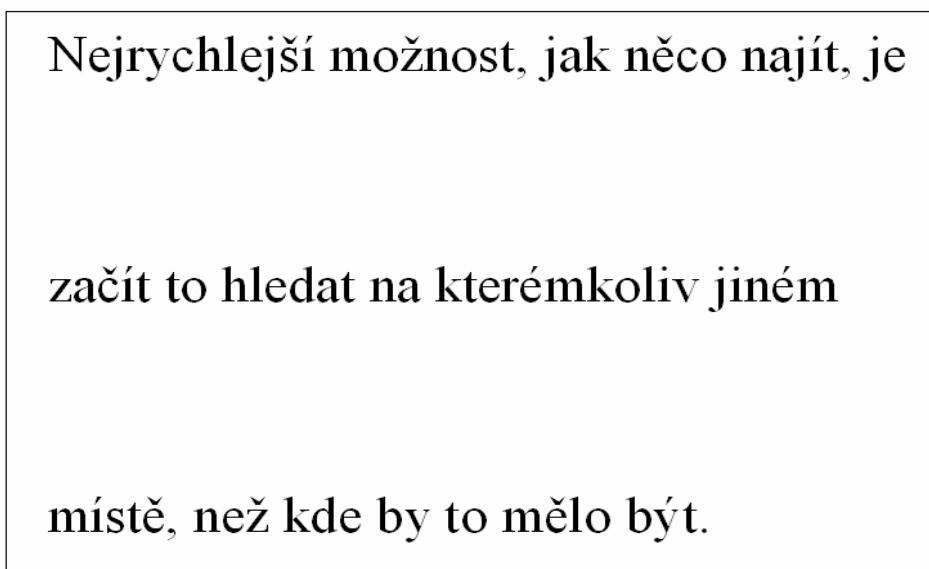 Nejrychlejší možnost, jak něco najít, je
začít to hledat na kterémkoliv jiném
místě, než kde by to mělo být.